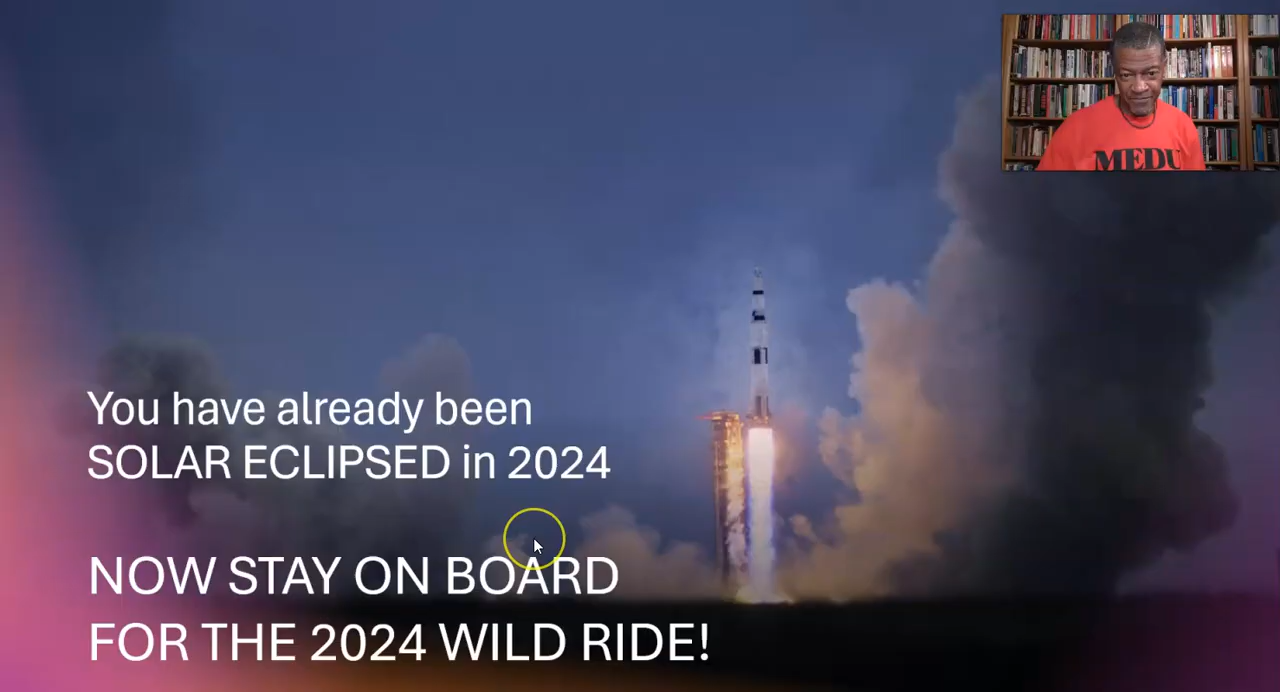 MEDU
You have already been
SOLAR ECLIPSED in 2024
NOW STAY ON BOARD
FOR THE 2024 WILD RIDE!